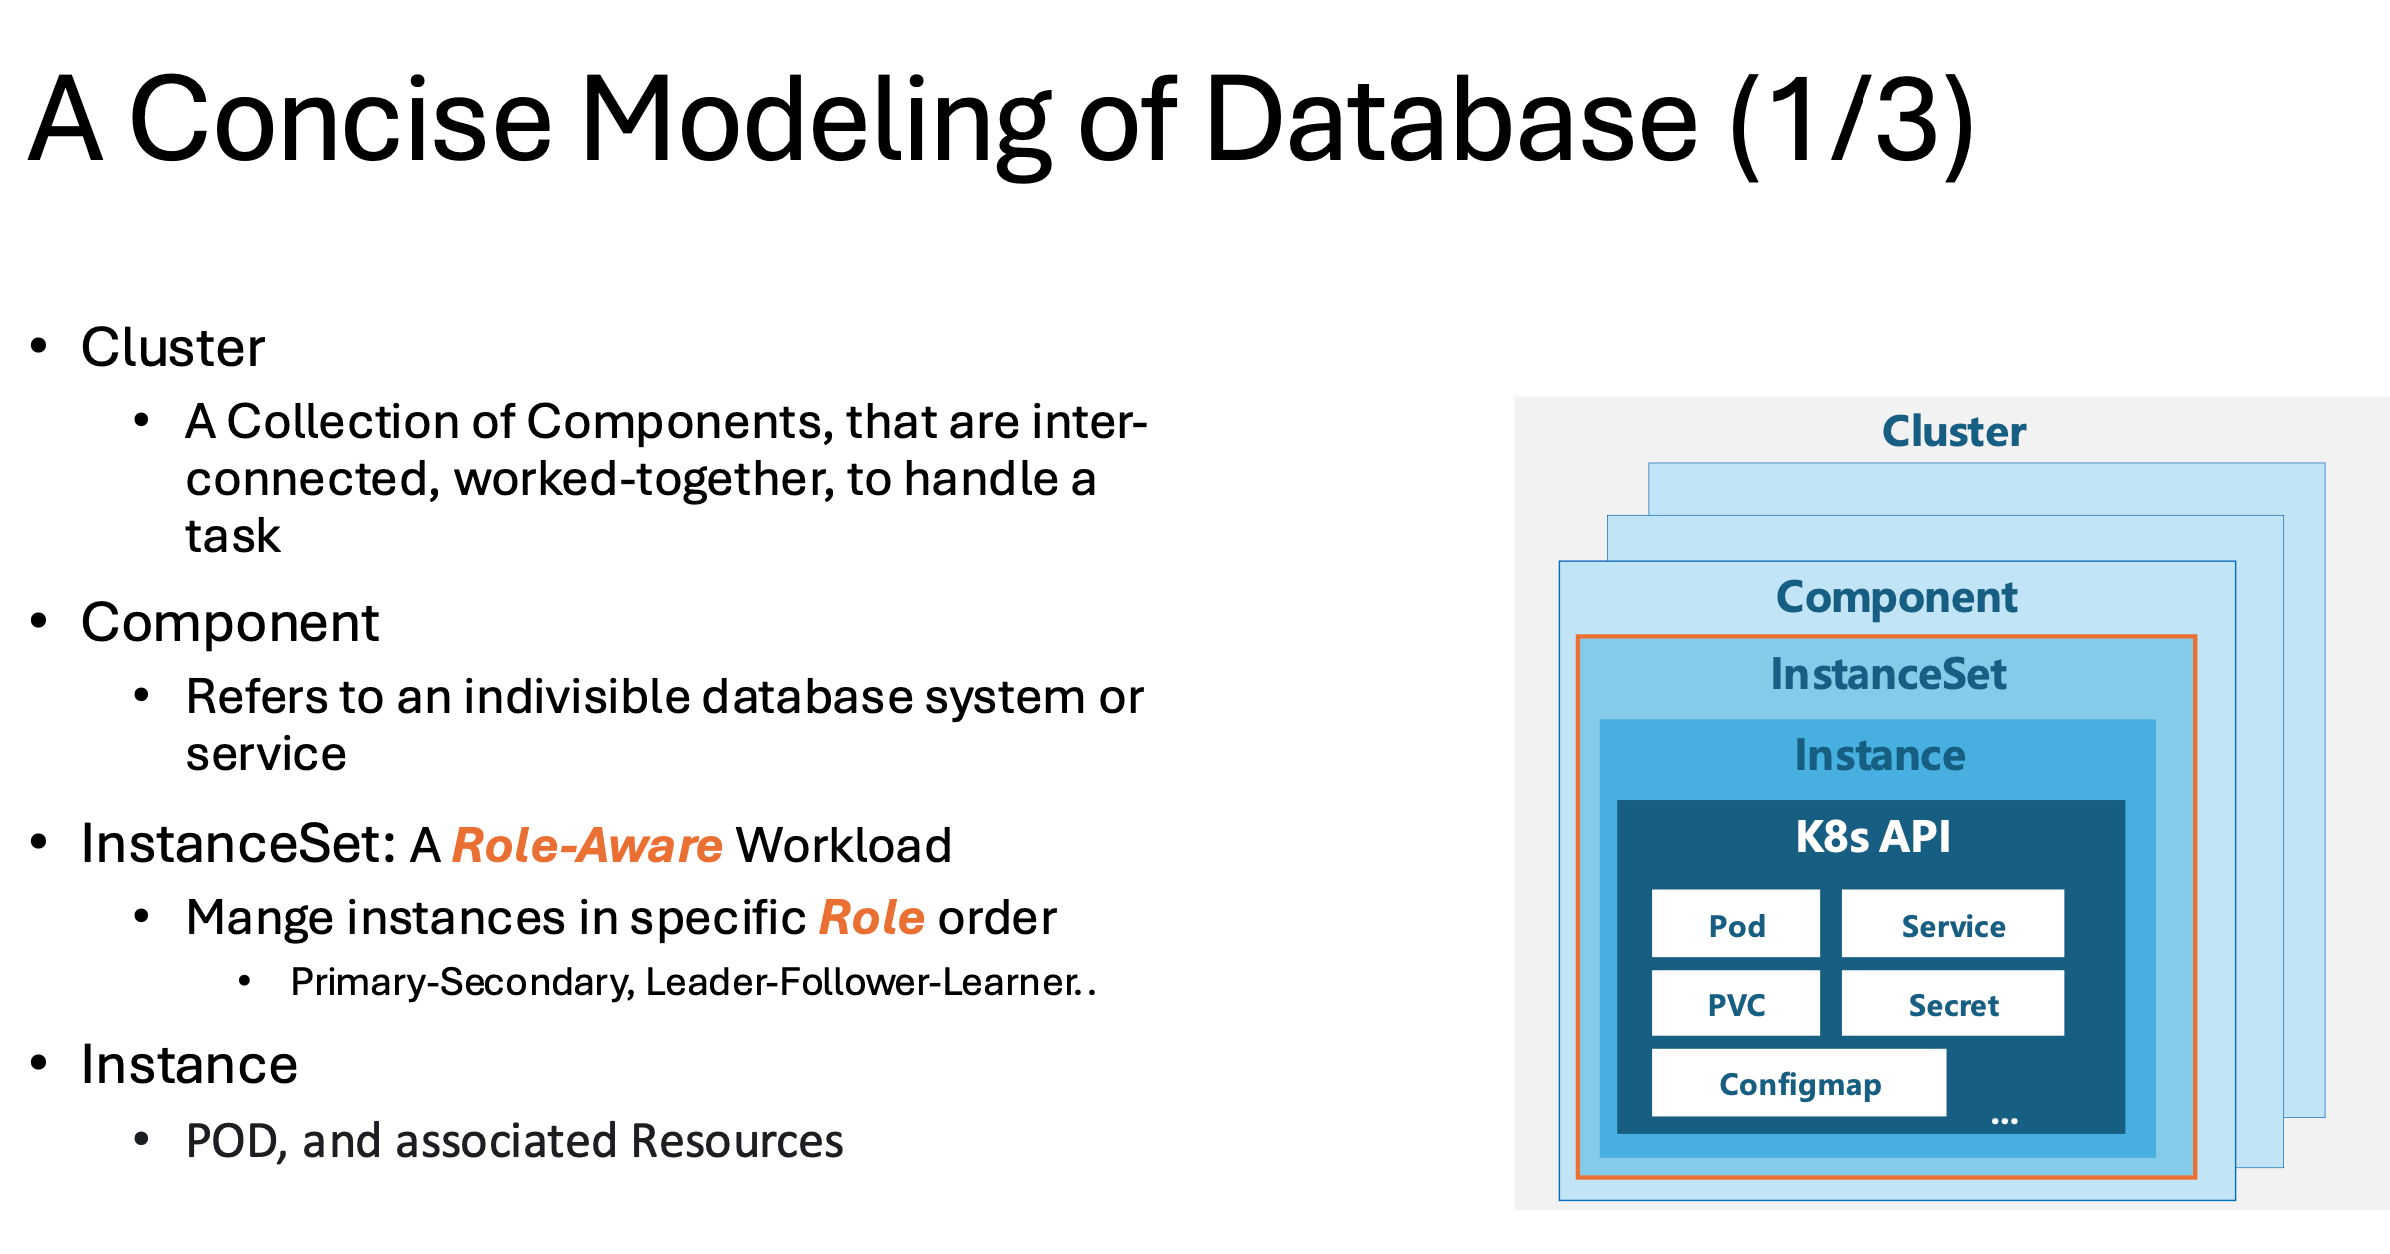 A Concise Modeling of Database (1/3)
• Cluster
• A Collection of Components, that are inter-
connected, worked-together, to handle a
task
• Component
• Refers to an indivisible database system or
service
• InstanceSet: A Role-Aware Workload
• Mange instances in specific Role order
• Primary-Secondary, Leader-Follower-Learner..
• Instance
• POD, and associated Resources
Cluster
Component
InstanceSet
Instance
K8s API
Pod
Service
PVC
Secret
Configmap
...